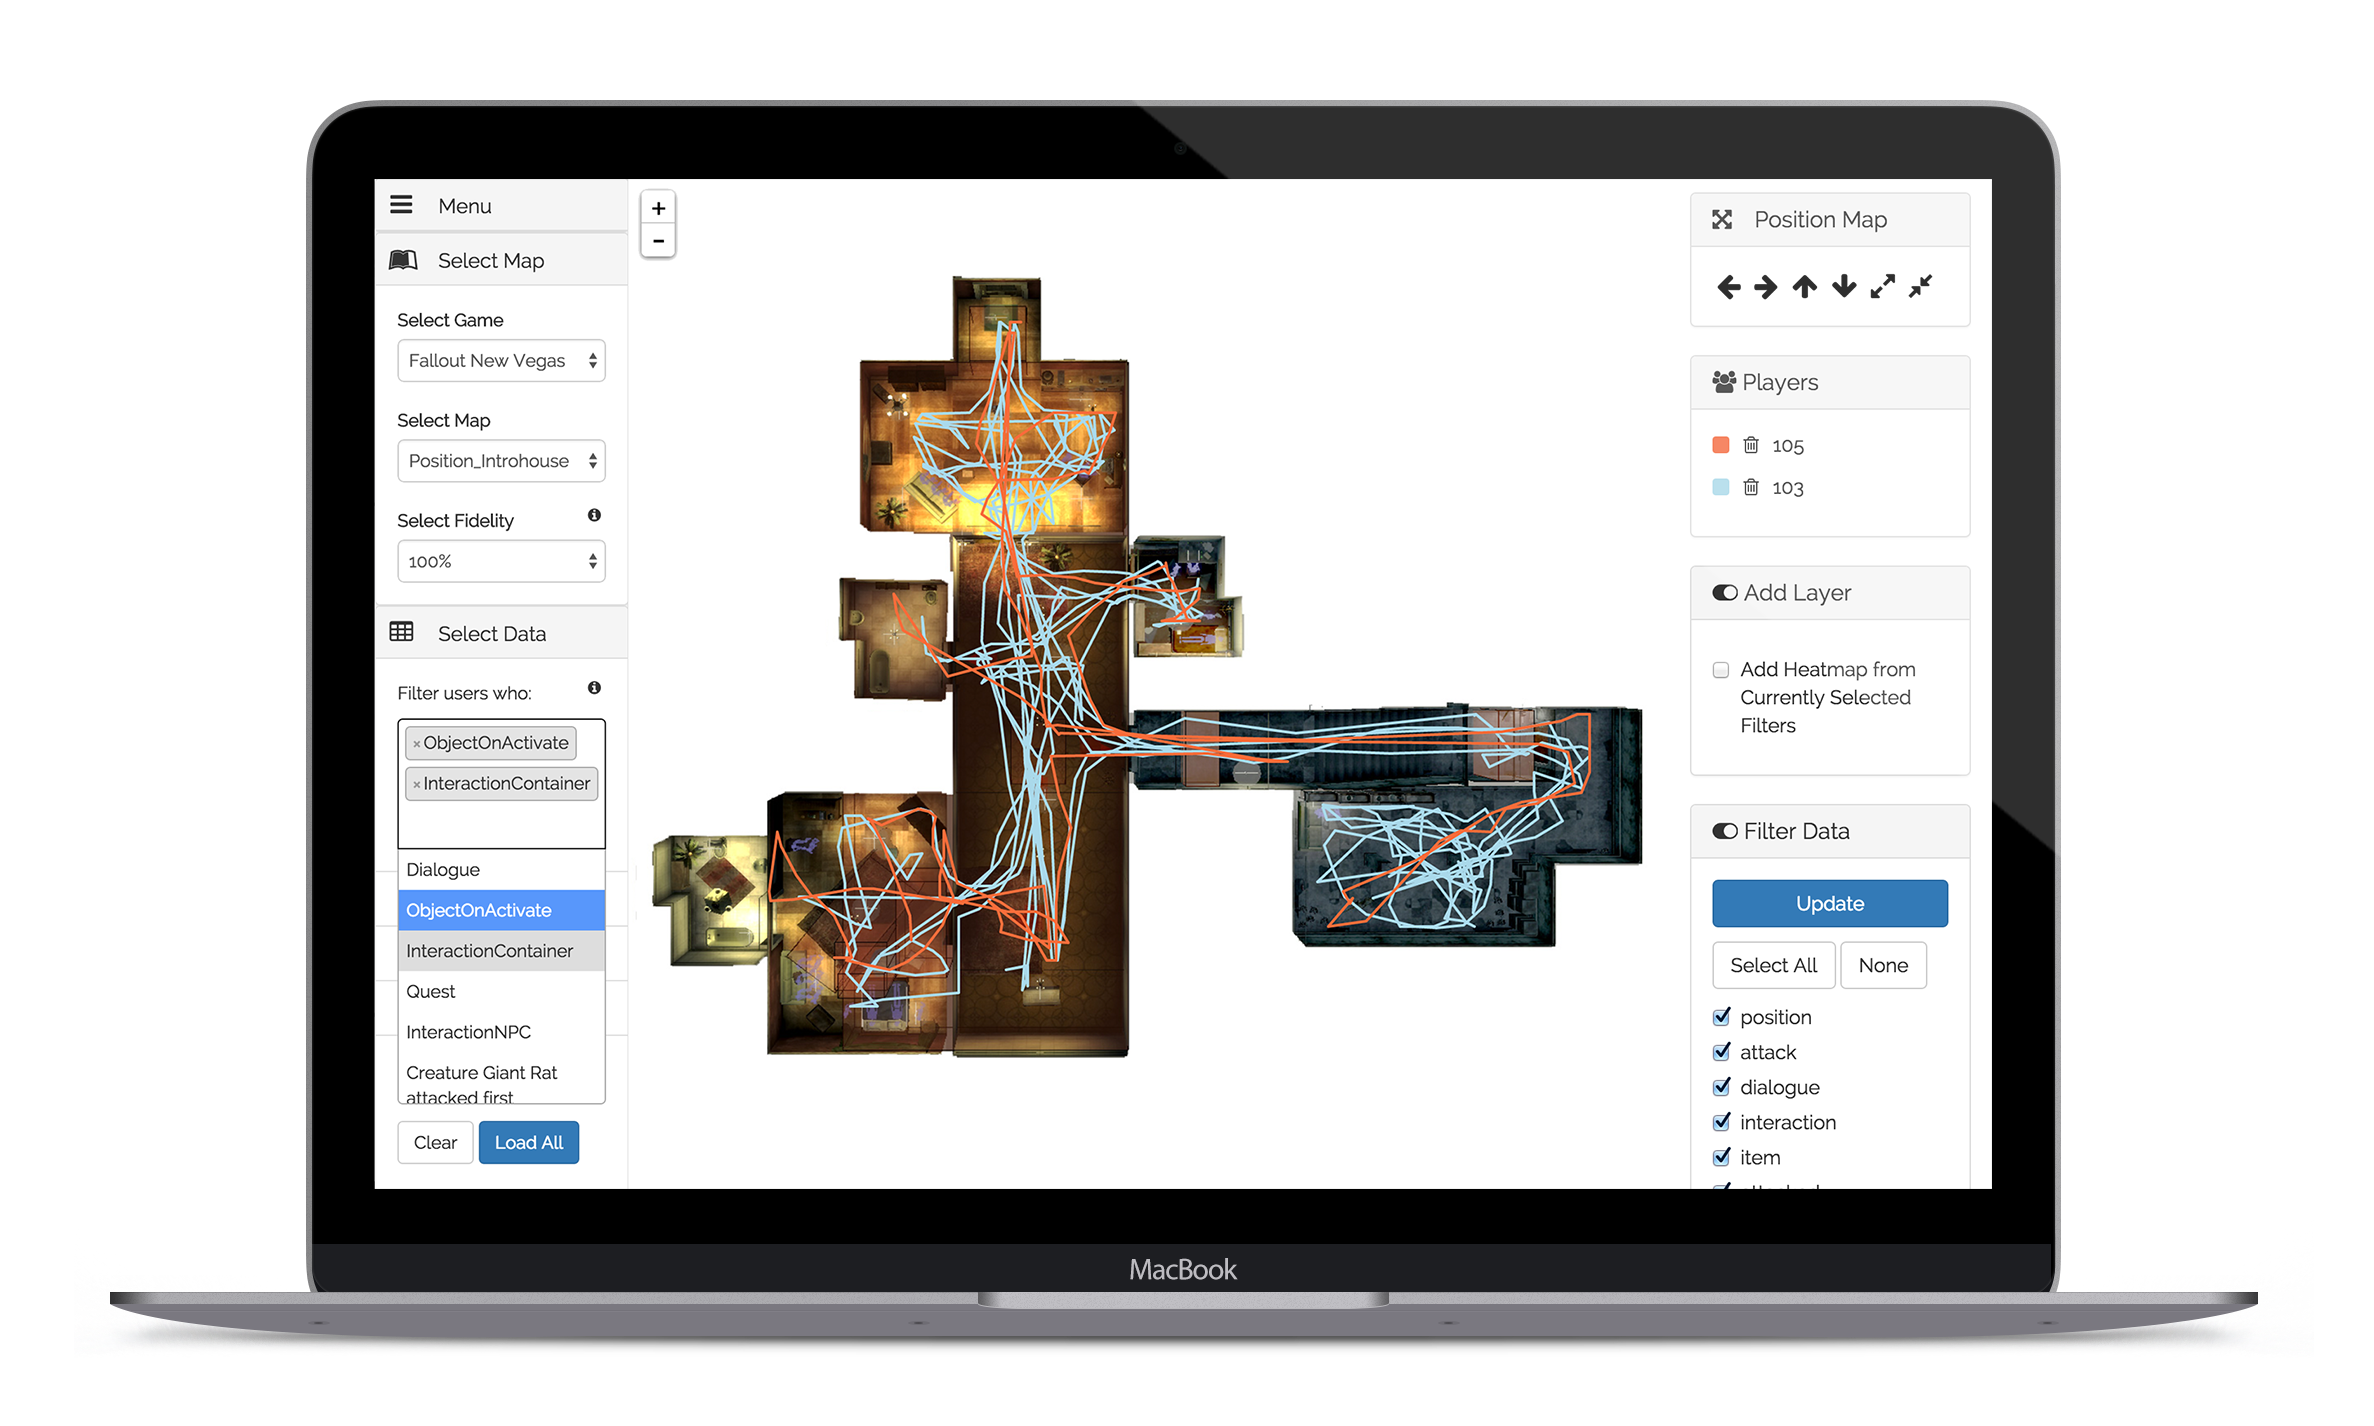 Menu
Select Map
Select Game
Fallout New Vegas
Select Map
Position_Introhouse
Select Fidelity
100%
Select Data
Filter users who:
× ObjectOnActivate
× InteractionContainer
Dialogue
ObjectOnActivate
InteractionContainer
Quest
InteractionNPC
Creature Giant Rat
attacked first
Clear
Load All
+
-
Position Map
Players
105
103
Add Layer
Add Heatmap from
Currently Selected
Filters
Filter Data
Update
Select All
None
position
attack
dialogue
interaction
item
MacBook